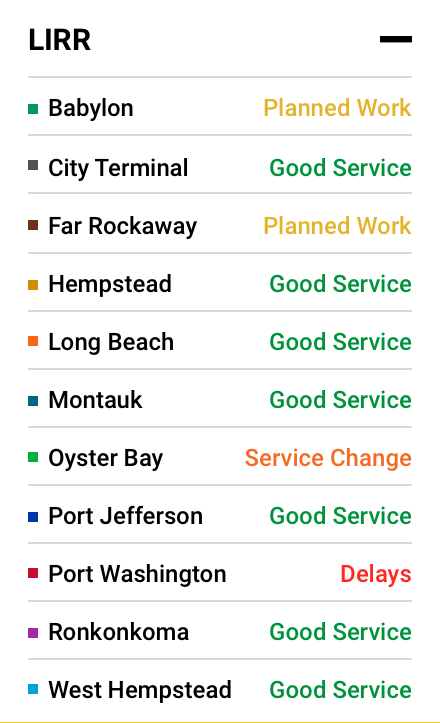 LIRR
Babylon Planned Work
City Terminal Good Service
Far Rockaway Planned Work
Hempstead Good Service
Long Beach Good Service
Montauk Good Service
Oyster Bay Service Change
Port Jefferson Good Service
Port Washington Delays
Ronkonkoma Good Service
West Hempstead Good Service